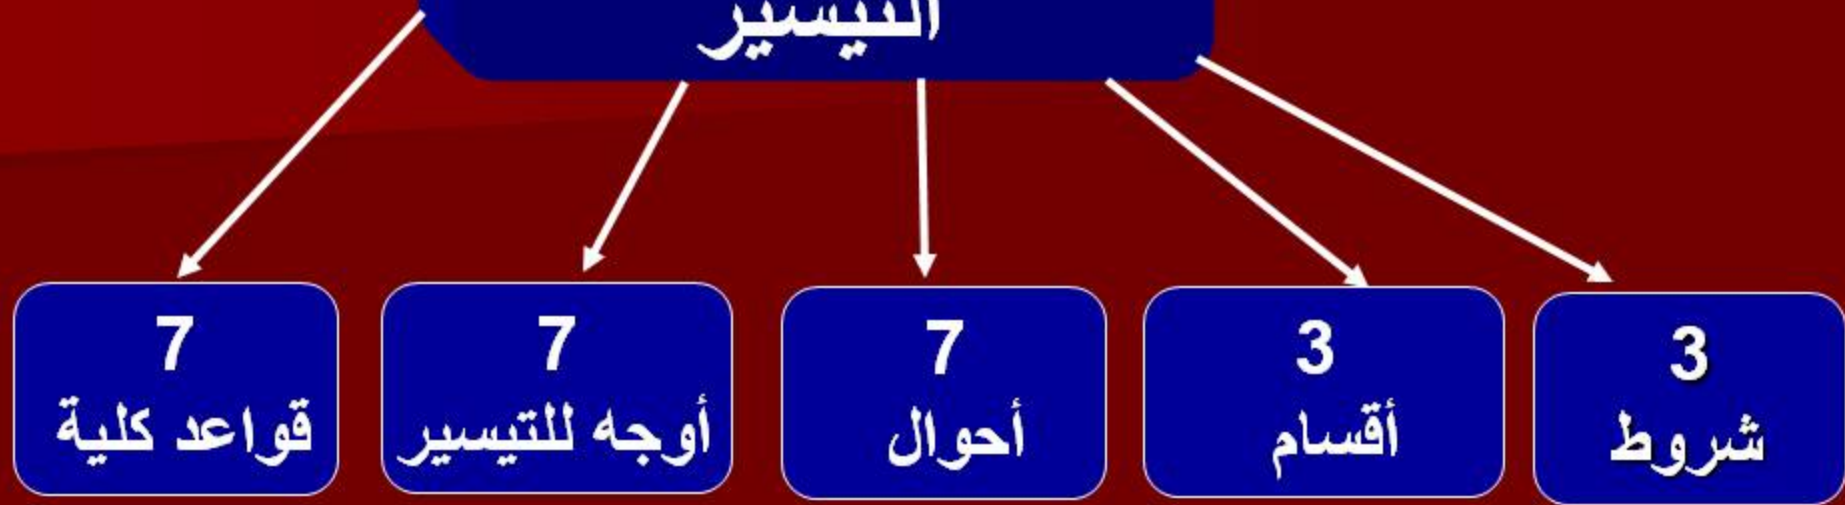 التيسير
3
شروط
3
أقسام
7
أحوال
7
أوجه للتيسير
7
قواعد كلية